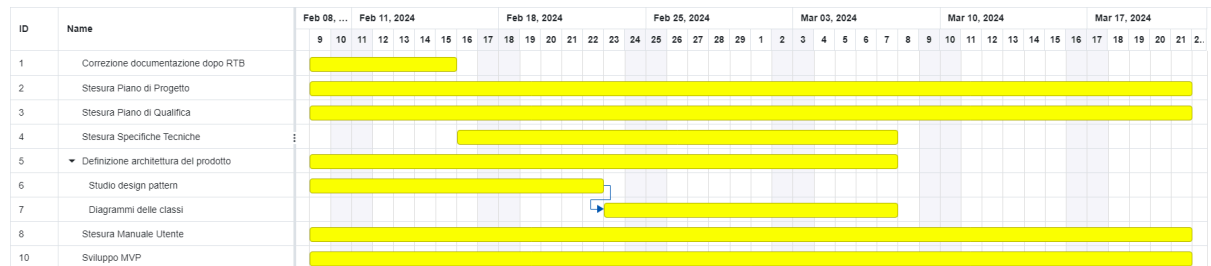 ID Name Feb 08, ... Feb 11, 2024 Feb 18, 2024 Feb 25, 2024 Mar 03, 2024 Mar 10, 2024 Mar 17, 2024
9 10 11 12 13 14 15 16 17 18 19 20 21 22 23 24 25 26 27 28 29 1 2 3 4 5 6 7 8 9 10 11 12 13 14 15 16 17 18 19 20 21 2..
1 Correzione documentazione dopo RTB
2 Stesura Piano di Progetto
3 Stesura Piano di Qualifica
4 Stesura Specifiche Tecniche
5 Definizione architettura del prodotto
6 Studio design pattern
7 Diagrammi delle classi
8 Stesura Manuale Utente
10 Sviluppo MVP